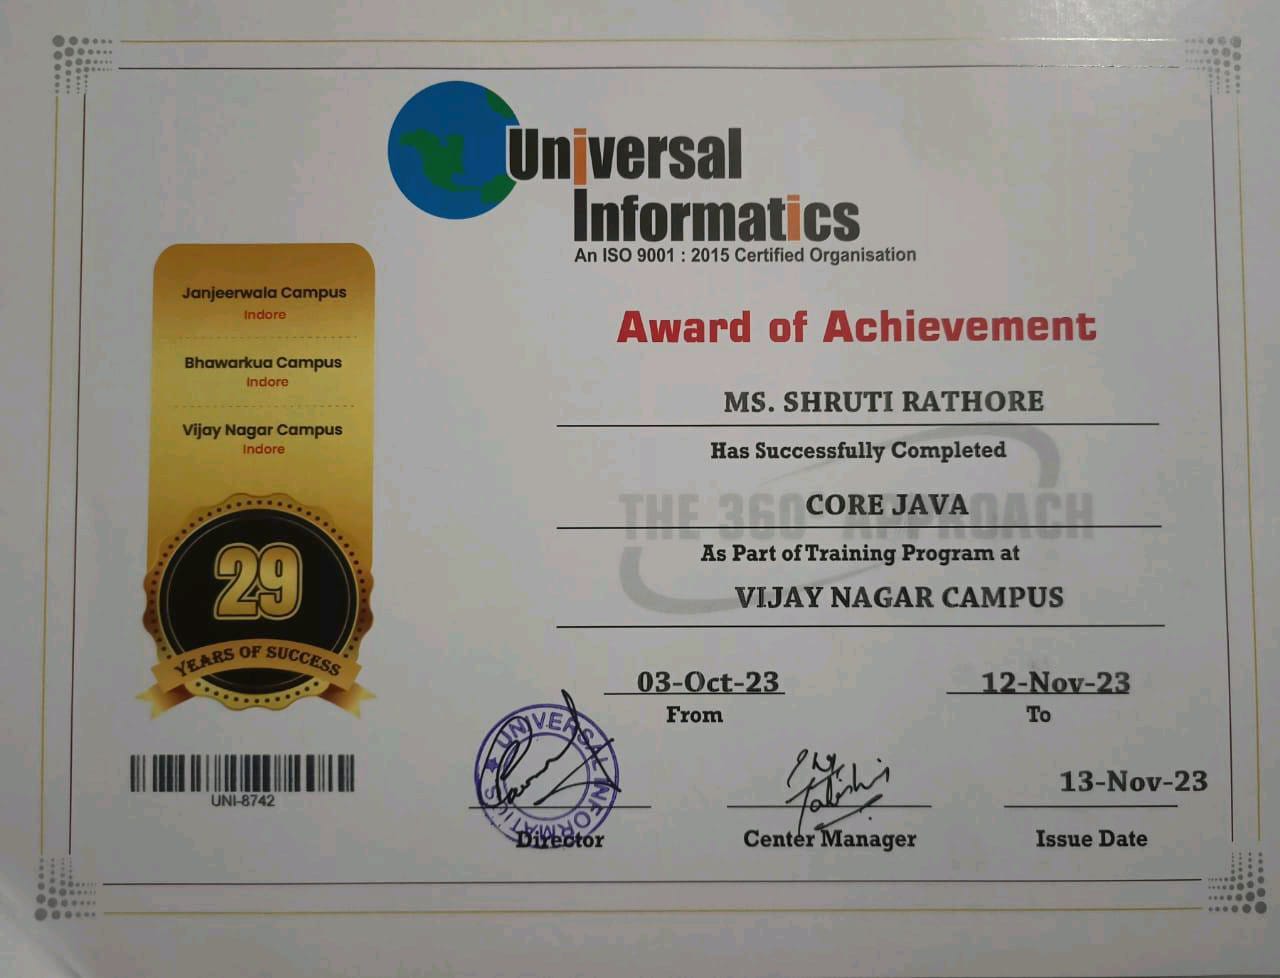 Universal
Informatics
An ISO 9001 : 2015 Certified Organisation
Janjeerwala Campus
Indore
Bhawarkua Campus
Indore
Vijay Nagar Campus
Indore
29
YEARS OF SUCCESS
UNI-8742
Award of Achievement
MS. SHRUTI RATHORE
Has Successfully Completed
THE 360° APPROACH
CORE JAVA
As Part of Training Program at
VIJAY NAGAR CAMPUS
03-Oct-23
From
12-Nov-23
To
UNIVERSAL INFORMATICS
Director
Center Manager
13-Nov-23
Issue Date